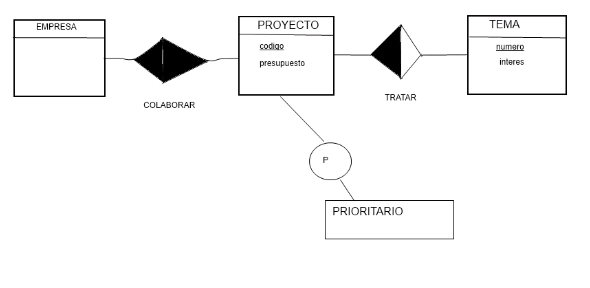 EMPRESA
PROYECTO
codigo
presupuesto
TEMA
numero
interes
COLABORAR
TRATAR
P
PRIORITARIO